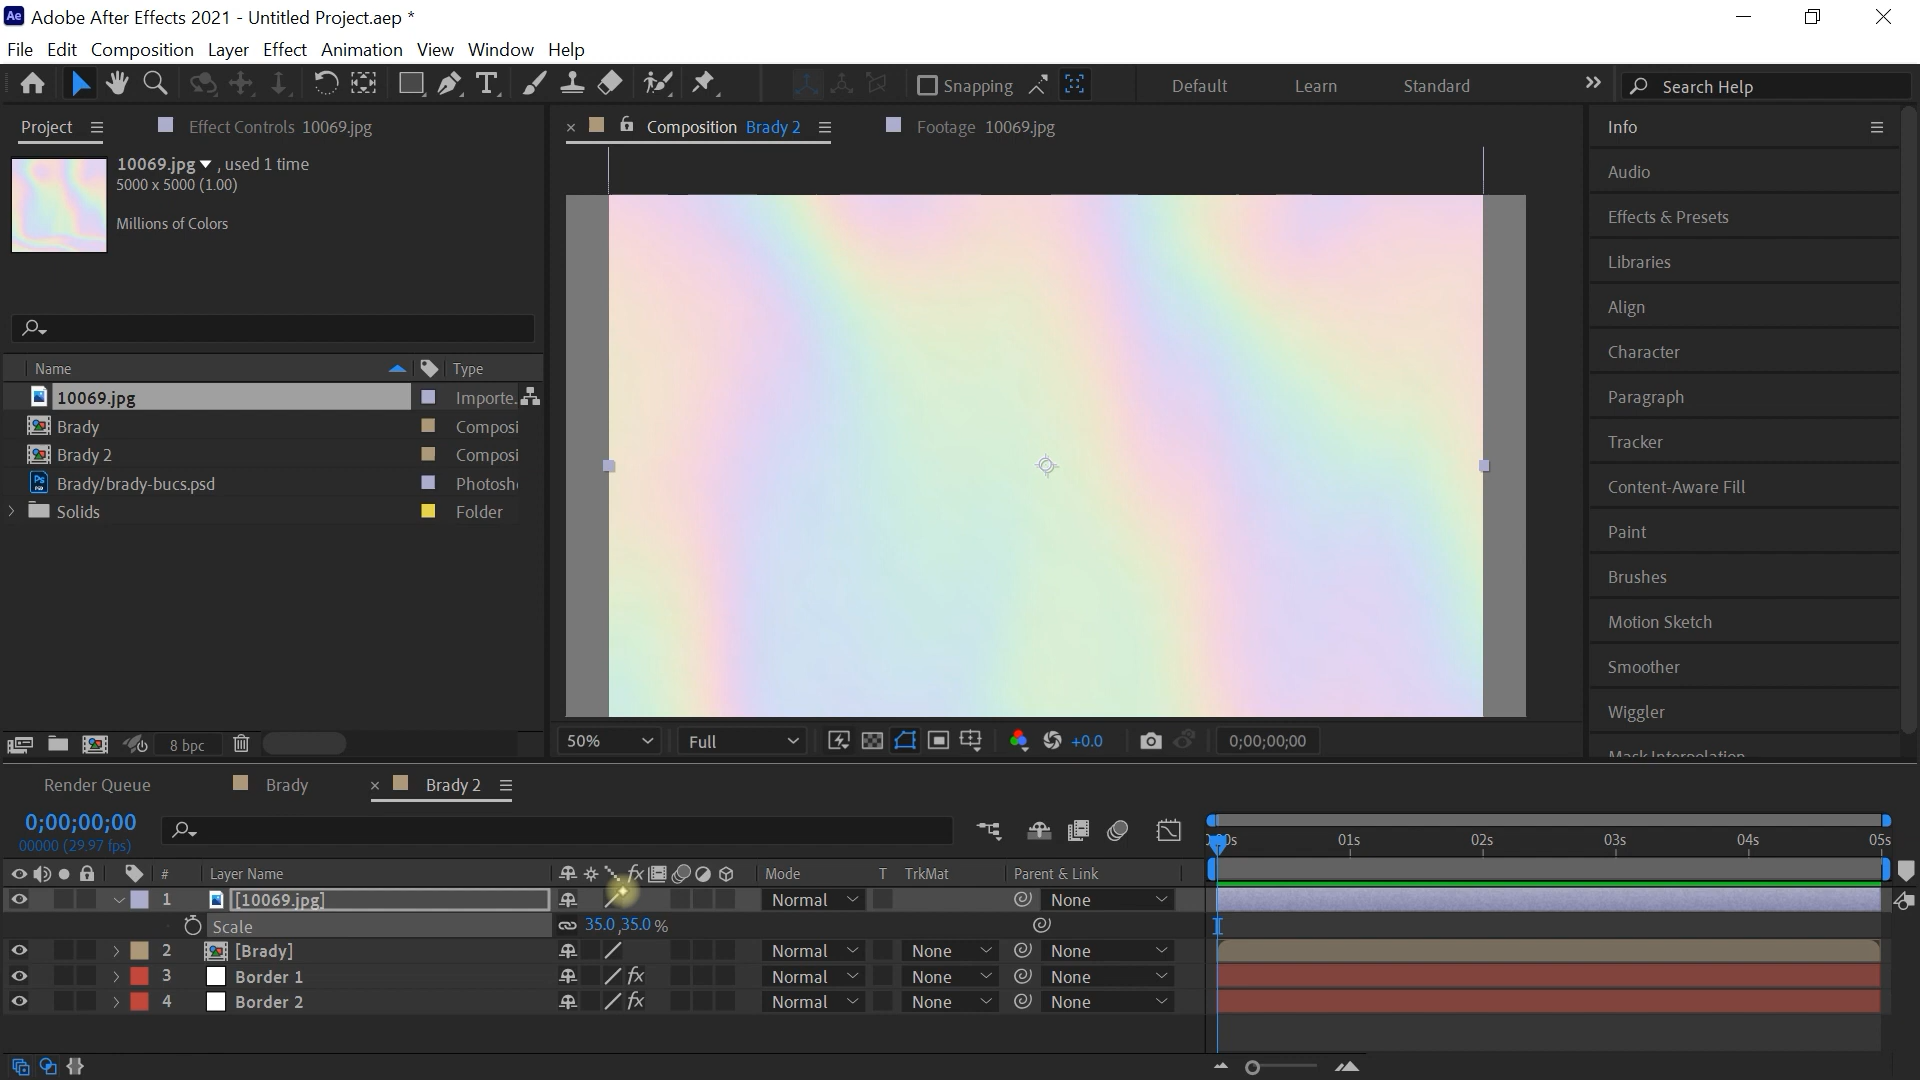 Adobe After Effects 2021 - Untitled Project.aep *
File Edit Composition Layer Effect Animation View Window Help
Snapping Default Learn Standard Search Help
Project Effect Controls 10069.jpg
Composition Brady 2 Footage 10069.jpg
10069.jpg , used 1 time
5000 x 5000 (1.00)
Millions of Colors
Name Type
10069.jpg Importe
Brady Composi
Brady 2 Composi
Brady/brady-bucs.psd Photosh
Solids Folder
8 bpc
50% Full +0.0 0;00;00;00
Info
Audio
Effects & Presets
Libraries
Align
Character
Paragraph
Tracker
Content-Aware Fill
Paint
Brushes
Motion Sketch
Smoother
Wiggler
Mask Interpolation
Render Queue Brady Brady 2
0;00;00;00
00000 (29.97 fps)
00s 01s 02s 03s 04s 05s
# Layer Name Mode T TrkMat Parent & Link
1 [10069.jpg] Normal None
Scale 35.0,35.0 %
2 [Brady] Normal None None
3 Border 1 fx Normal None None
4 Border 2 fx Normal None None